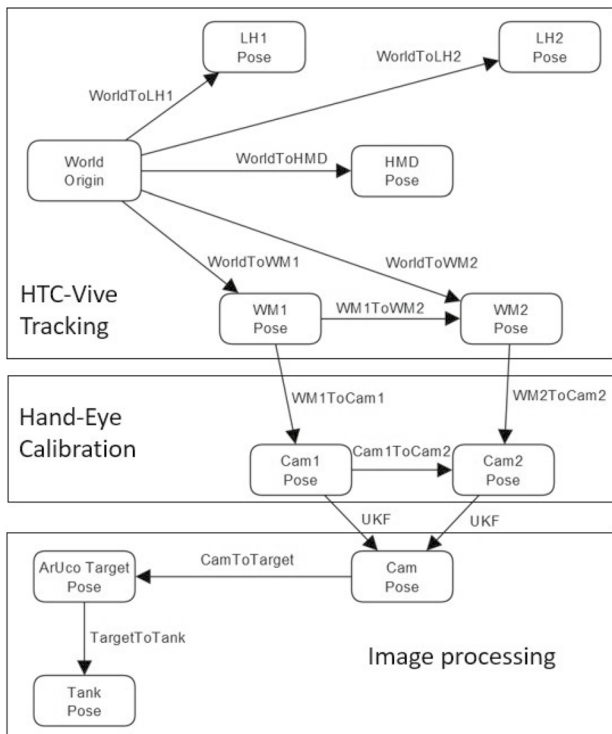 LH1
Pose
LH2
Pose
WorldToLH1
WorldToLH2
World
Origin
WorldToHMD
HMD
Pose
WorldToWM1
WorldToWM2
HTC-Vive
Tracking
WM1
Pose
WM1ToWM2
WM2
Pose
WM1ToCam1
WM2ToCam2
Hand-Eye
Calibration
Cam1
Pose
Cam1ToCam2
Cam2
Pose
UKF
UKF
ArUco Target
Pose
CamToTarget
Cam
Pose
TargetToTank
Image processing
Tank
Pose